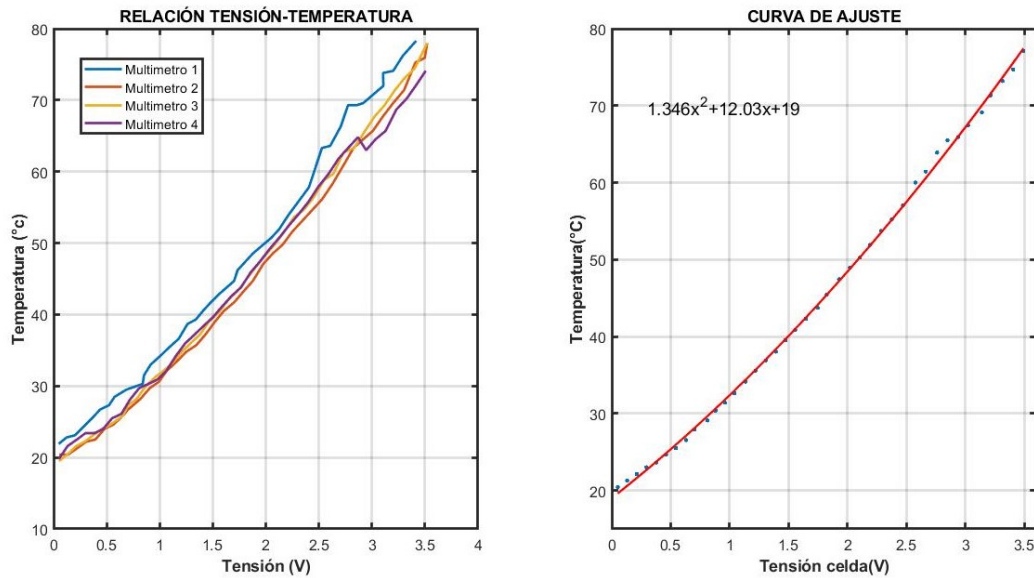 RELACIÓN TENSIÓN-TEMPERATURA
80
70
60
50
40
30
20
10
Temperatura (°c)
Multimetro 1
Multimetro 2
Multimetro 3
Multimetro 4
0 0.5 1 1.5 2 2.5 3 3.5 4
Tensión (V)
CURVA DE AJUSTE
80
70
60
50
40
30
20
Temperatura(°C)
1.346x²+12.03x+19
0 0.5 1 1.5 2 2.5 3 3.5
Tensión celda(V)